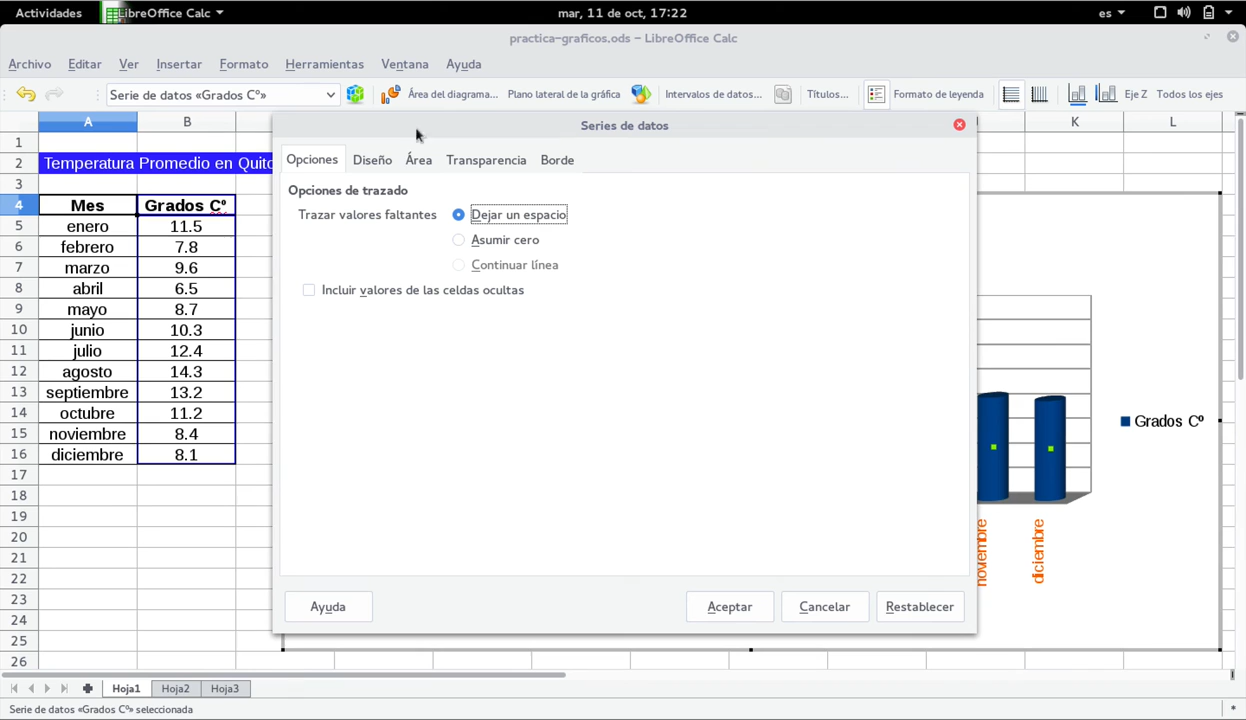 Actividades LibreOffice Calc mar, 11 de oct, 17:22 es
practica-graficos.ods – LibreOffice Calc
Archivo Editar Ver Insertar Formato Herramientas Ventana Ayuda
Serie de datos «Grados Cº» Área del diagrama... Plano lateral de la gráfica Intervalos de datos... Títulos... Formato de leyenda Eje Z Todos los ejes
A B K L
Series de datos
1
2 Temperatura Promedio en Quito
3
4 Mes Grados Cº
5 enero 11.5
6 febrero 7.8
7 marzo 9.6
8 abril 6.5
9 mayo 8.7
10 junio 10.3
11 julio 12.4
12 agosto 14.3
13 septiembre 13.2
14 octubre 11.2
15 noviembre 8.4
16 diciembre 8.1
17
18
19
20
21
22
23
24
25
26
Opciones Diseño Área Transparencia Borde
Opciones de trazado
Trazar valores faltantes Dejar un espacio
Asumir cero
Continuar línea
Incluir valores de las celdas ocultas
Ayuda Aceptar Cancelar Restablecer
Grados Cº
noviembre
diciembre
Hoja1 Hoja2 Hoja3
Serie de datos «Grados Cº» seleccionada *